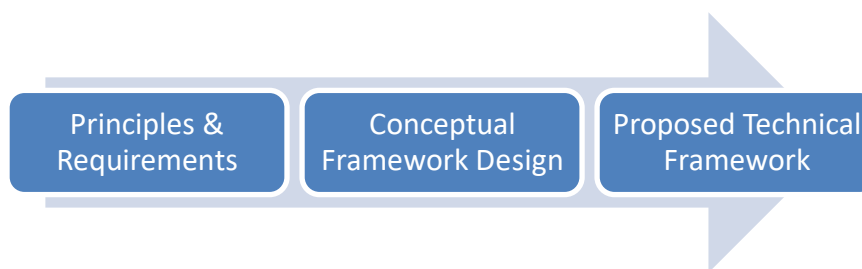 Principles &
Requirements
Conceptual
Framework Design
Proposed Technical
Framework